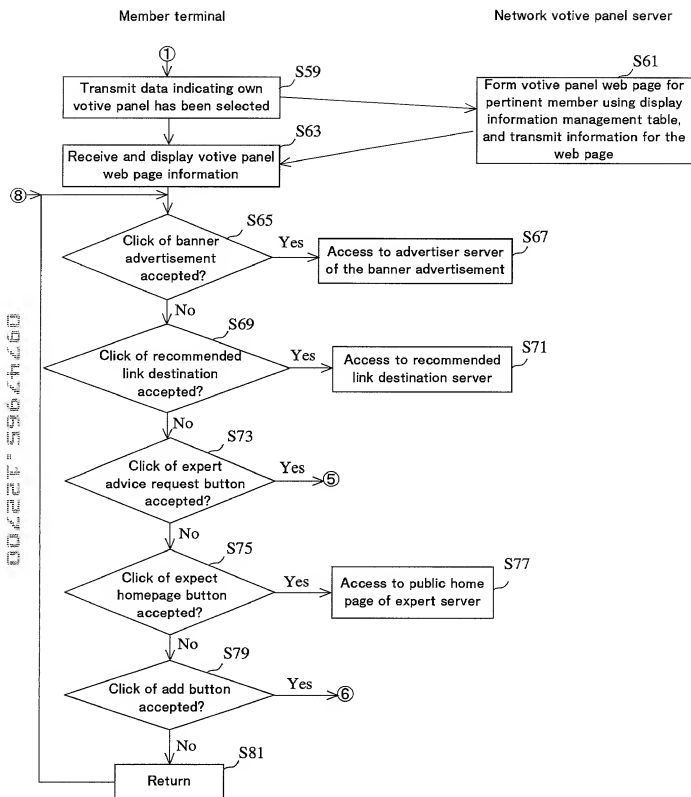 Member terminal
Network votive panel server
①
S59
Transmit data indicating own
votive panel has been selected
S61
Form votive panel web page for
pertinent member using display
information management table,
and transmit information for the
web page
S63
Receive and display votive panel
web page information
⑧
S65
Click of banner
advertisement
accepted?
Yes
S67
Access to advertiser server
of the banner advertisement
No
S69
Click of recommended
link destination
accepted?
Yes
S71
Access to recommended
link destination server
No
S73
Click of expert
advice request button
accepted?
Yes
⑤
No
S75
Click of expect
homepage button
accepted?
Yes
S77
Access to public home
page of expert server
No
S79
Click of add button
accepted?
Yes
⑥
No
S81
Return